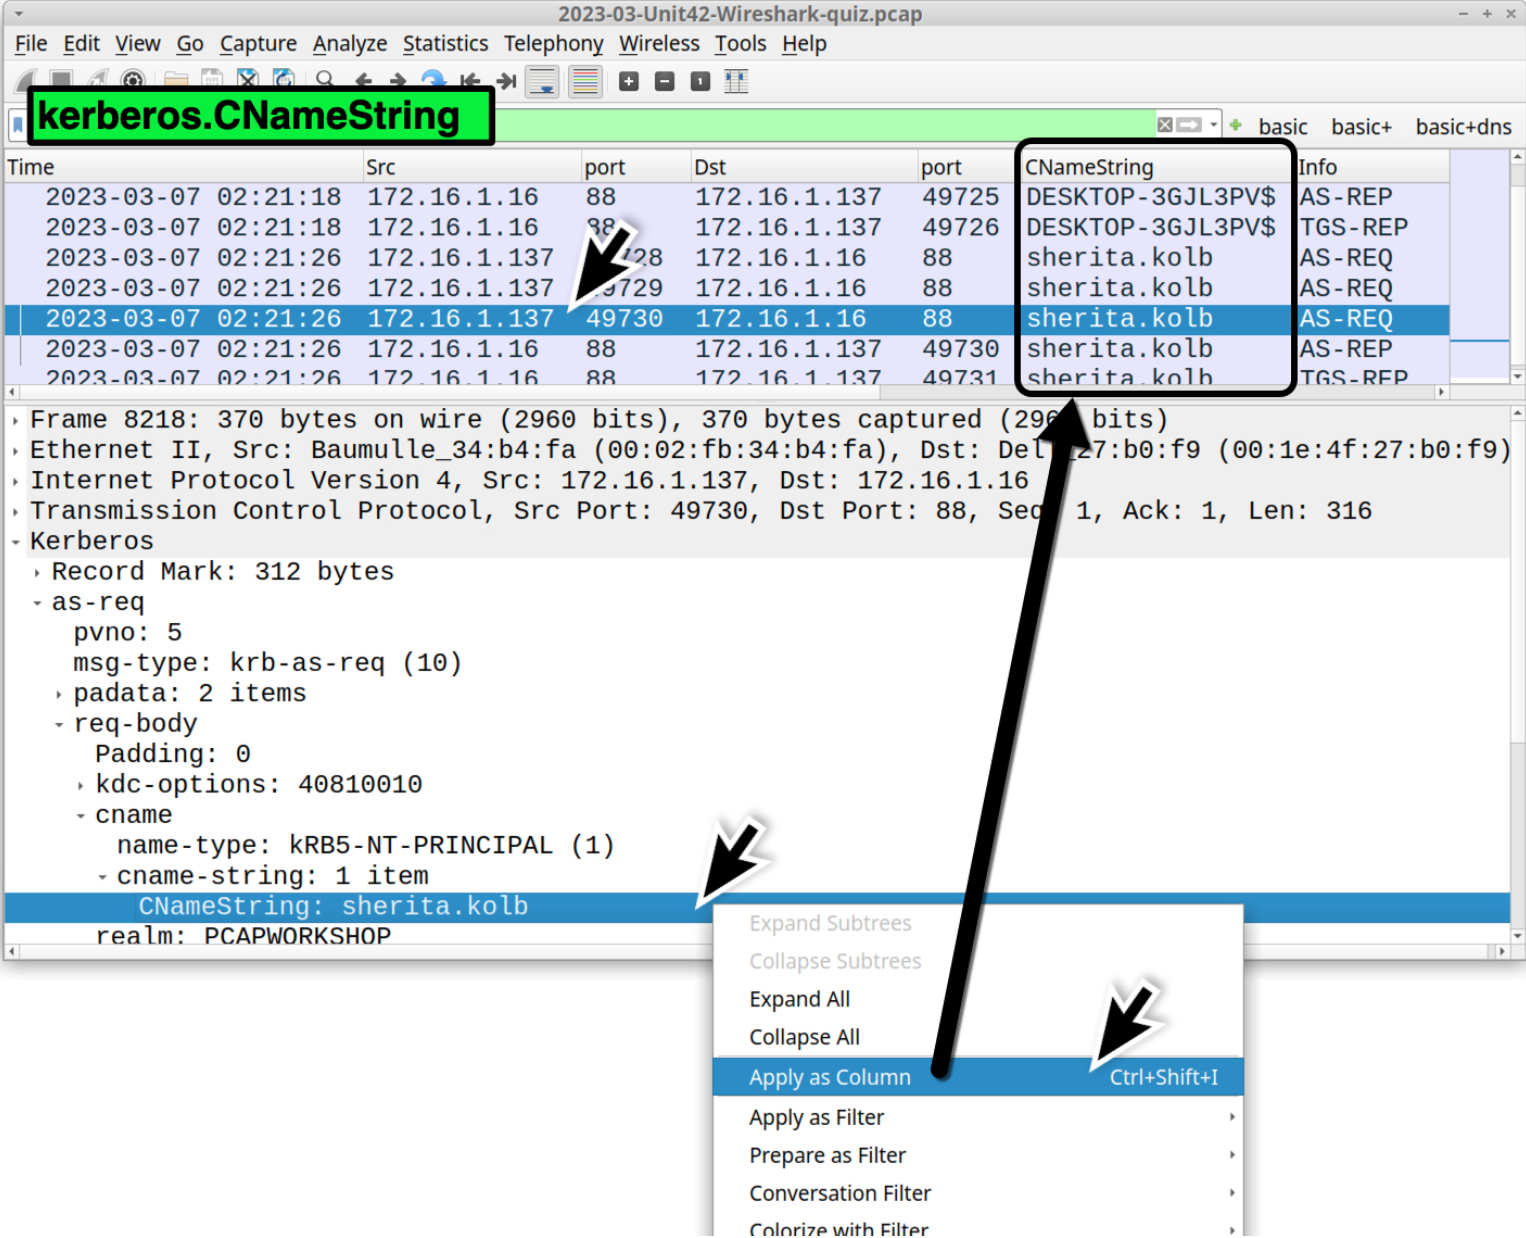 2023-03-Unit42-Wireshark-quiz.pcap
File Edit View Go Capture Analyze Statistics Telephony Wireless Tools Help
kerberos.CNameString
basic basic+ basic+dns
Time Src port Dst port CNameString Info
2023-03-07 02:21:18 172.16.1.16 88 172.16.1.137 49725 DESKTOP-3GJL3PV$ AS-REP
2023-03-07 02:21:18 172.16.1.16 88 172.16.1.137 49726 DESKTOP-3GJL3PV$ TGS-REP
2023-03-07 02:21:26 172.16.1.137 172.16.1.16 88 sherita.kolb AS-REQ
2023-03-07 02:21:26 172.16.1.137 49729 172.16.1.16 88 sherita.kolb AS-REQ
2023-03-07 02:21:26 172.16.1.137 49730 172.16.1.16 88 sherita.kolb AS-REQ
2023-03-07 02:21:26 172.16.1.16 88 172.16.1.137 49730 sherita.kolb AS-REP
2023-03-07 02:21:26 172.16.1.16 88 172.16.1.137 49731 sherita.kolb TGS-REP
Frame 8218: 370 bytes on wire (2960 bits), 370 bytes captured (2960 bits)
Ethernet II, Src: Baumulle_34:b4:fa (00:02:fb:34:b4:fa), Dst: Dell_27:b0:f9 (00:1e:4f:27:b0:f9)
Internet Protocol Version 4, Src: 172.16.1.137, Dst: 172.16.1.16
Transmission Control Protocol, Src Port: 49730, Dst Port: 88, Seq: 1, Ack: 1, Len: 316
Kerberos
Record Mark: 312 bytes
as-req
pvno: 5
msg-type: krb-as-req (10)
padata: 2 items
req-body
Padding: 0
kdc-options: 40810010
cname
name-type: kRB5-NT-PRINCIPAL (1)
cname-string: 1 item
CNameString: sherita.kolb
realm: PCAPWORKSHOP
Expand Subtrees
Collapse Subtrees
Expand All
Collapse All
Apply as Column Ctrl+Shift+I
Apply as Filter
Prepare as Filter
Conversation Filter
Colorize with Filter